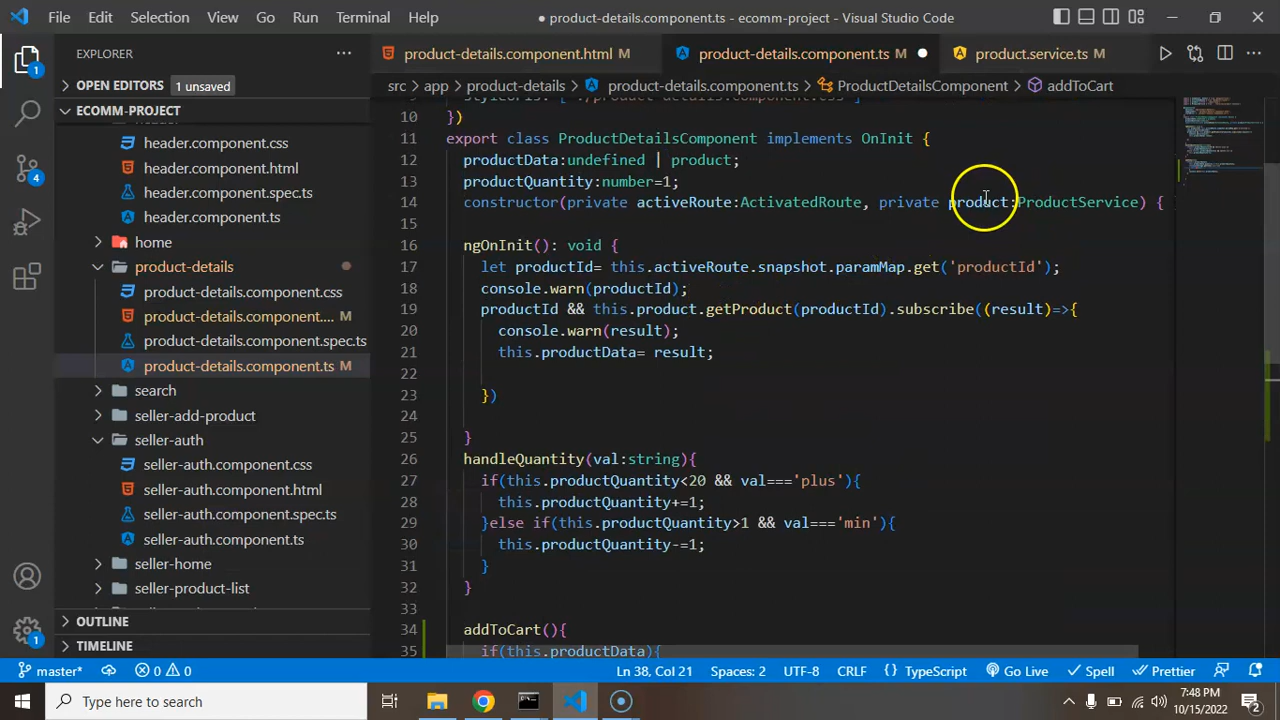 File Edit Selection View Go Run Terminal Help
● product-details.component.ts - ecomm-project - Visual Studio Code
EXPLORER
product-details.component.html M
product-details.component.ts M
product.service.ts M
OPEN EDITORS 1 unsaved
src > app > product-details > product-details.component.ts > ProductDetailsComponent > addToCart
ECOMM-PROJECT
header.component.css
header.component.html
header.component.spec.ts
header.component.ts
home
product-details
product-details.component.css
product-details.component.... M
product-details.component.spec.ts
product-details.component.ts M
search
seller-add-product
seller-auth
seller-auth.component.css
seller-auth.component.html
seller-auth.component.spec.ts
seller-auth.component.ts
seller-home
seller-product-list
OUTLINE
TIMELINE
10 })
11 export class ProductDetailsComponent implements OnInit {
12 productData:undefined | product;
13 productQuantity:number=1;
14 constructor(private activeRoute:ActivatedRoute, private product:ProductService) {
15
16 ngOnInit(): void {
17 let productId= this.activeRoute.snapshot.paramMap.get('productId');
18 console.warn(productId);
19 productId && this.product.getProduct(productId).subscribe((result)=>{
20 console.warn(result);
21 this.productData= result;
22
23 })
24
25 }
26 handleQuantity(val:string){
27 if(this.productQuantity<20 && val==='plus'){
28 this.productQuantity+=1;
29 }else if(this.productQuantity>1 && val==='min'){
30 this.productQuantity-=1;
31 }
32 }
33
34 addToCart(){
35 if(this.productData){
1
4
1
master* 0 0 Ln 38, Col 21 Spaces: 2 UTF-8 CRLF {} TypeScript Go Live Spell Prettier
Type here to search
7:48 PM
10/15/2022
2